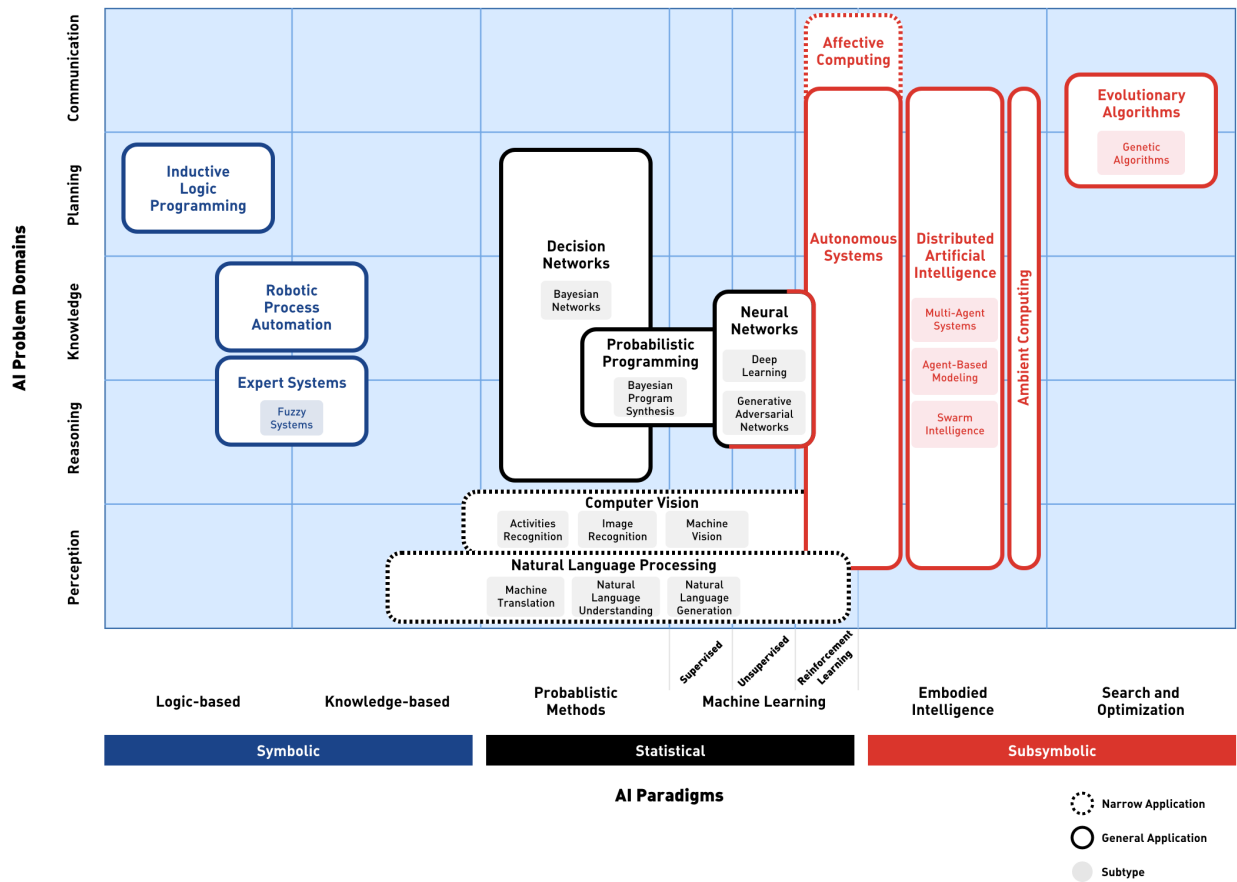 AI Problem Domains
Communication
Planning
Knowledge
Reasoning
Perception
Inductive
Logic
Programming
Robotic
Process
Automation
Expert Systems
Fuzzy
Systems
Decision
Networks
Bayesian
Networks
Probabilistic
Programming
Bayesian
Program
Synthesis
Neural
Networks
Deep
Learning
Generative
Adversarial
Networks
Computer Vision
Activities
Recognition
Image
Recognition
Machine
Vision
Natural Language Processing
Machine
Translation
Natural
Language
Understanding
Natural
Language
Generation
Affective
Computing
Autonomous
Systems
Distributed
Artificial
Intelligence
Multi-Agent
Systems
Agent-Based
Modeling
Swarm
Intelligence
Ambient Computing
Evolutionary
Algorithms
Genetic
Algorithms
Supervised
Unsupervised
Reinforcement
Learning
Logic-based
Knowledge-based
Probablistic
Methods
Machine Learning
Embodied
Intelligence
Search and
Optimization
Symbolic
Statistical
Subsymbolic
AI Paradigms
Narrow Application
General Application
Subtype